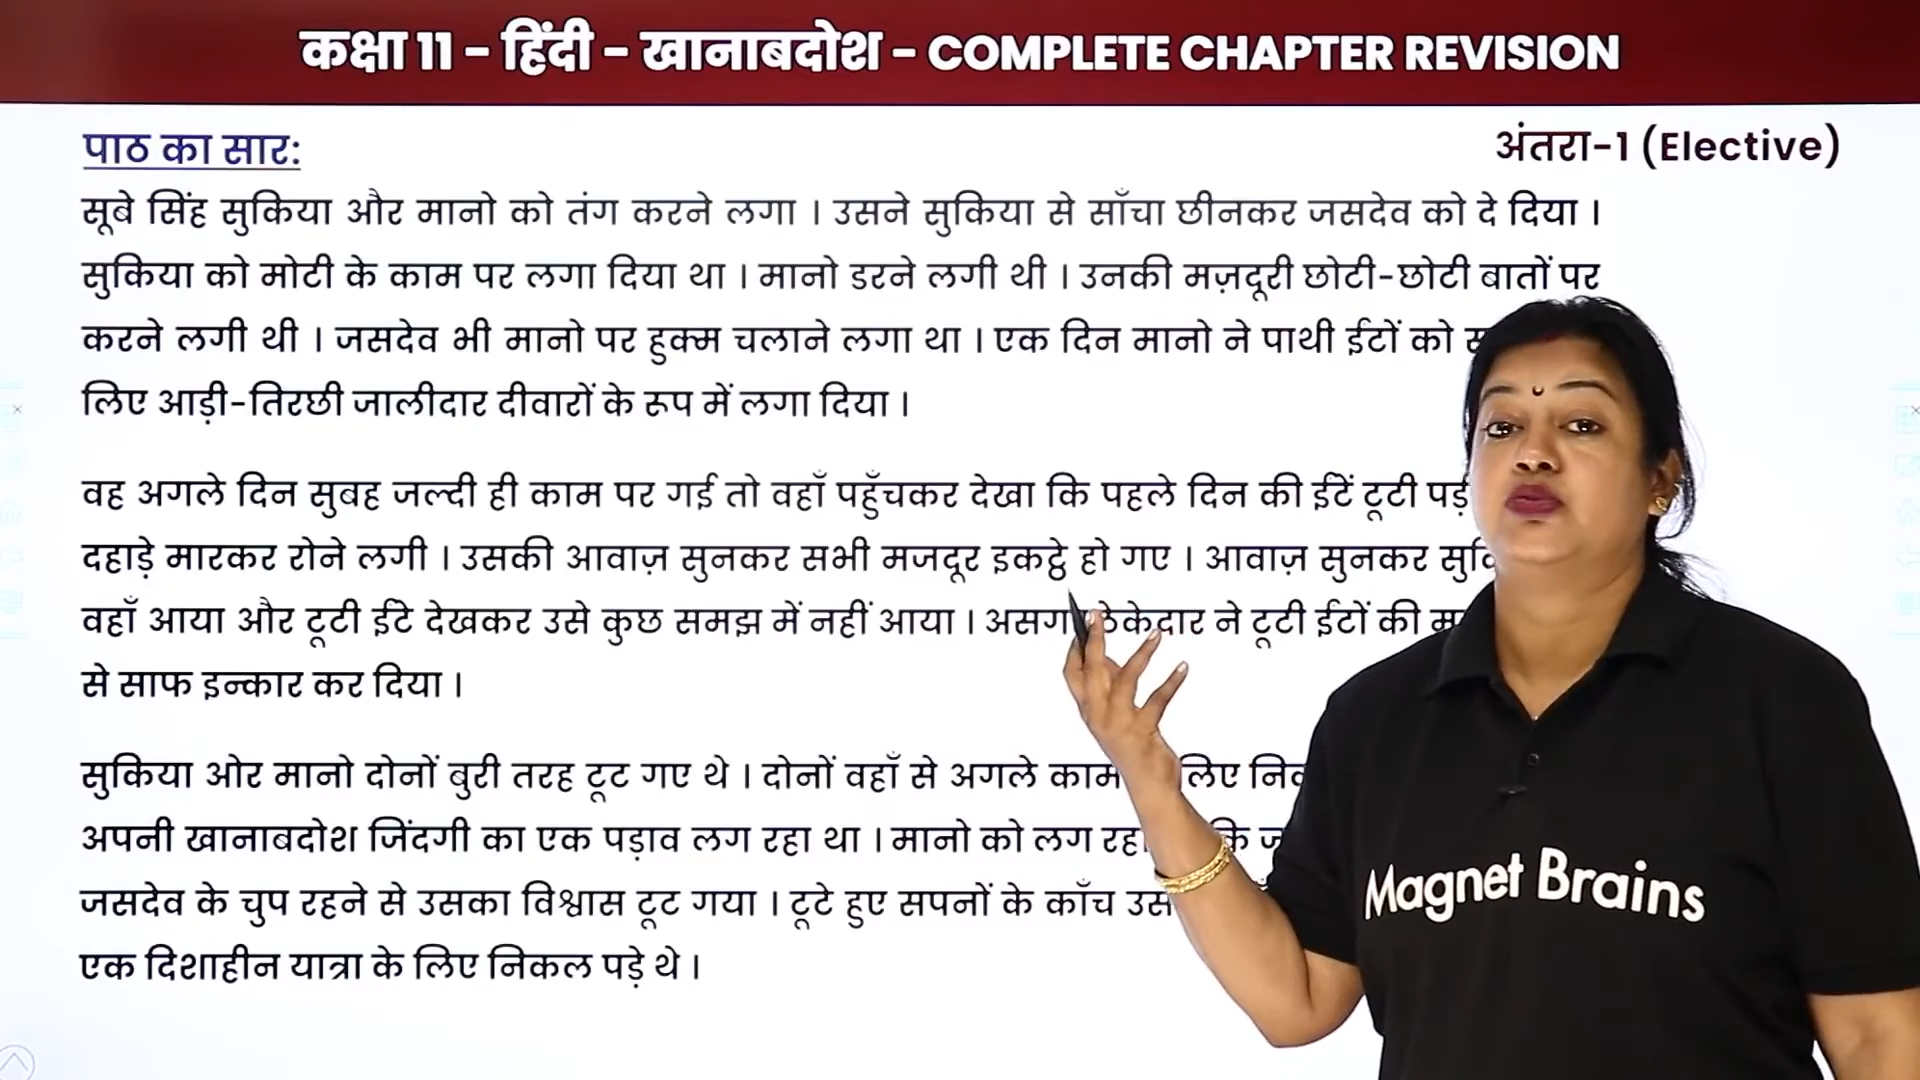 कक्षा 11 - हिंदी - खानाबदोश - COMPLETE CHAPTER REVISION
पाठ का सार:
अंतरा-1 (Elective)
सूबे सिंह सुकिया और मानो को तंग करने लगा । उसने सुकिया से साँचा छीनकर जसदेव को दे दिया ।
सुकिया को मोटी के काम पर लगा दिया था । मानो डरने लगी थी । उनकी मज़दूरी छोटी-छोटी बातों पर
करने लगी थी । जसदेव भी मानो पर हुक्म चलाने लगा था । एक दिन मानो ने पाथी ईटों को
लिए आड़ी-तिरछी जालीदार दीवारों के रूप में लगा दिया ।
वह अगले दिन सुबह जल्दी ही काम पर गई तो वहाँ पहुँचकर देखा कि पहले दिन की ईटें टूटी
दहाड़े मारकर रोने लगी । उसकी आवाज़ सुनकर सभी मजदूर इकट्ठे हो गए । आवाज़ सुनकर
वहाँ आया और टूटी ईटे देखकर उसे कुछ समझ में नहीं आया । ठेकेदार ने टूटी ईटों की
से साफ इन्कार कर दिया ।
सुकिया ओर मानो दोनों बुरी तरह टूट गए थे । दोनों वहाँ से अगले काम लिए
अपनी खानाबदोश जिंदगी का एक पड़ाव लग रहा था । मानो को लग कि
जसदेव के चुप रहने से उसका विश्वास टूट गया । टूटे हुए सपनों के काँच
एक दिशाहीन यात्रा के लिए निकल पड़े थे ।
Magnet Brains